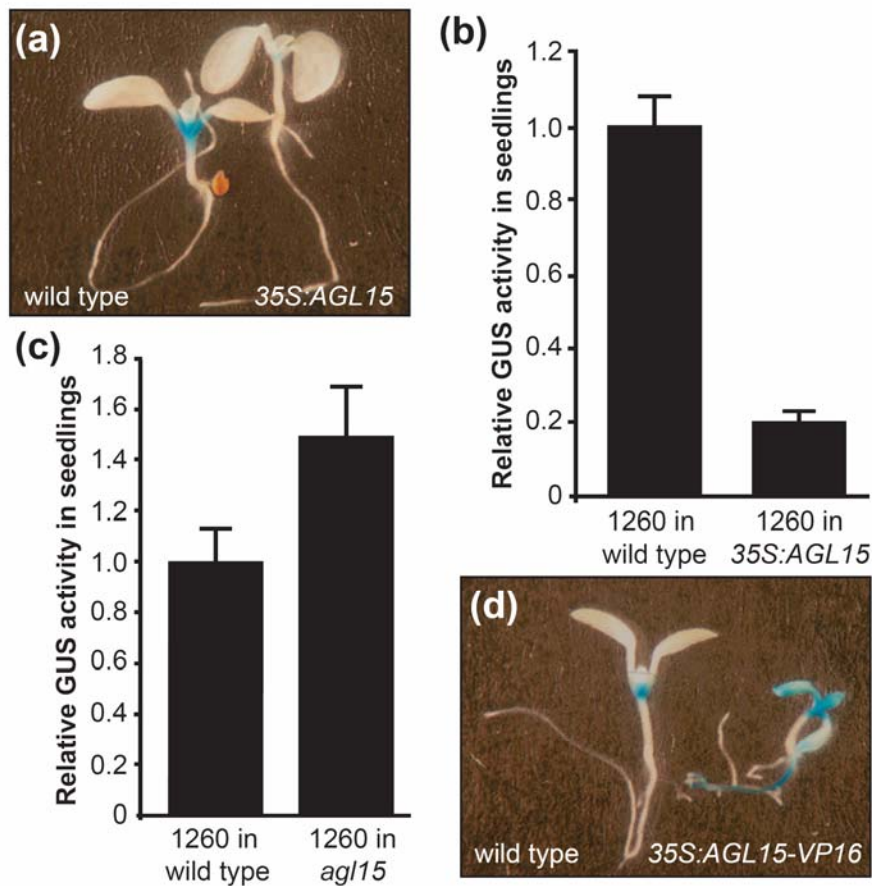 (a)
wild type 35S:AGL15
(b)
Relative GUS activity in seedlings
1.2
1.0
0.8
0.6
0.4
0.2
0
1260 in
wild type
1260 in
35S:AGL15
(c)
Relative GUS activity in seedlings
1.8
1.6
1.4
1.2
1.0
0.8
0.6
0.4
0.2
0
1260 in
wild type
1260 in
agl15
(d)
wild type 35S:AGL15-VP16